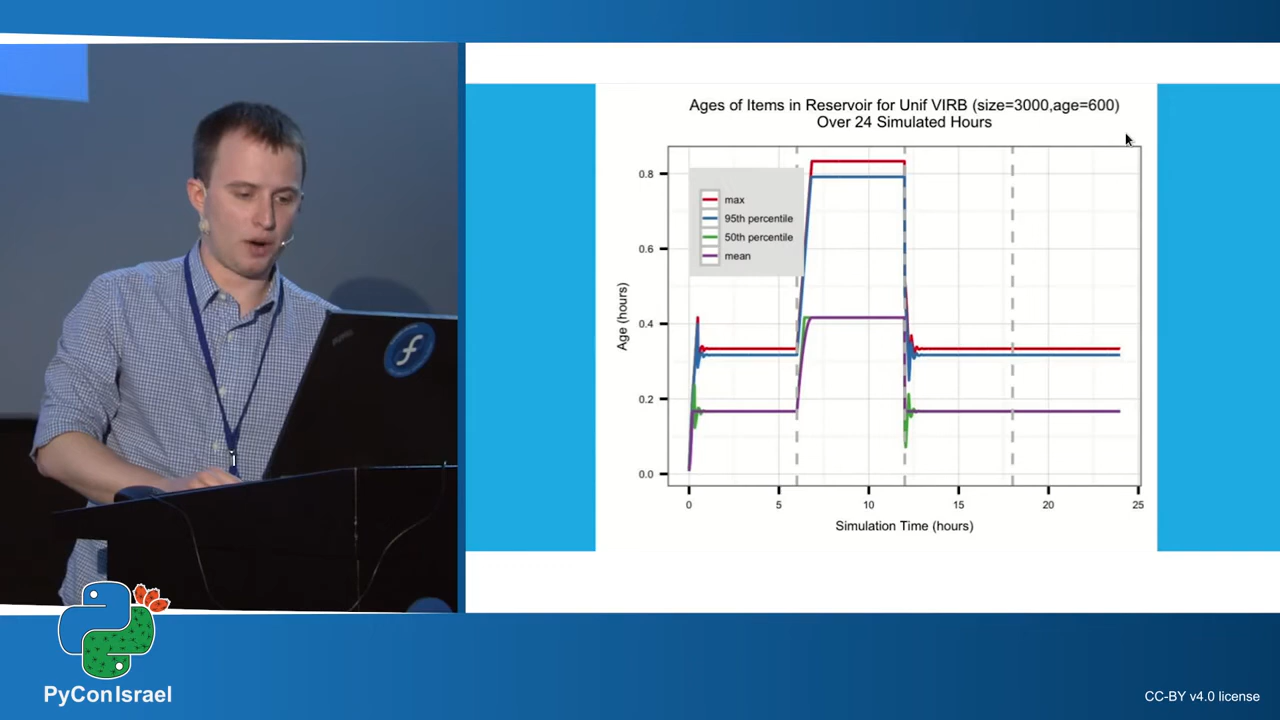 Ages of Items in Reservoir for Unif VIRB (size=3000,age=600)
Over 24 Simulated Hours
max
95th percentile
50th percentile
mean
0.8
0.6
0.4
0.2
0.0
Age (hours)
0 5 10 15 20 25
Simulation Time (hours)
PyConIsrael
CC-BY v4.0 license